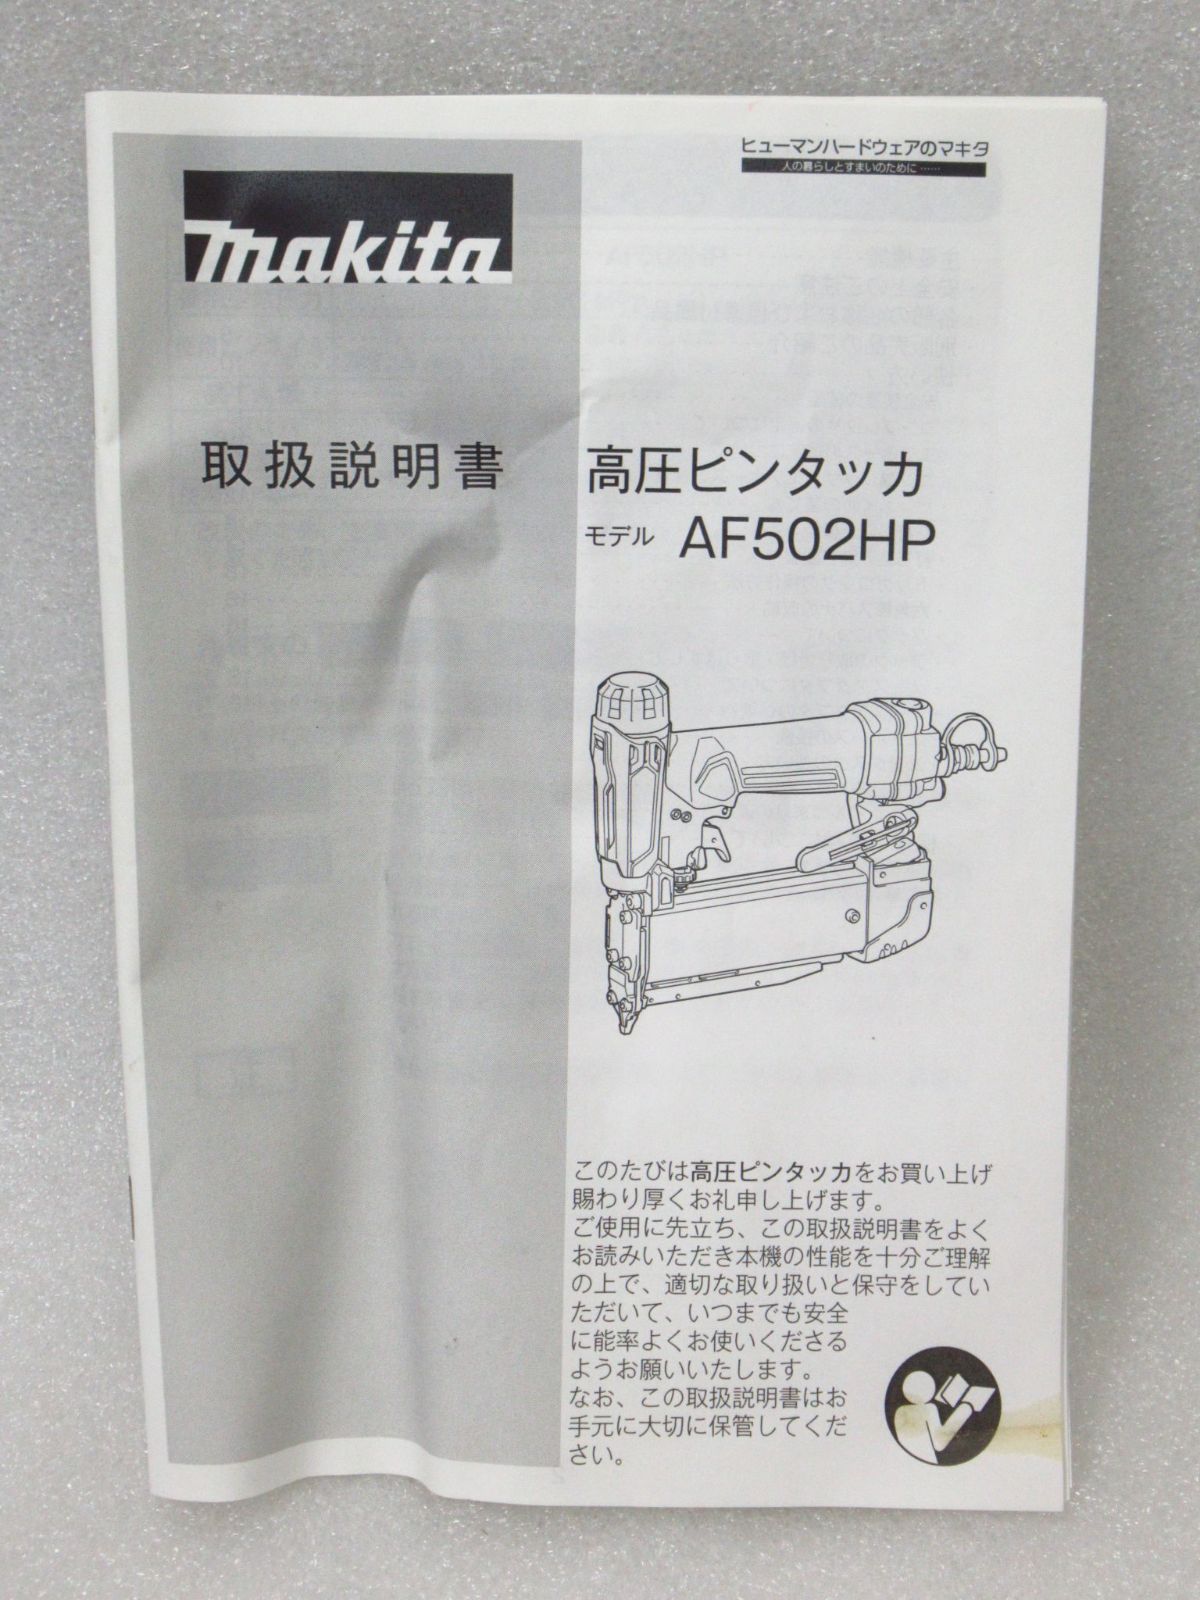 ヒューマンハードウェアのマキタ
人の暮らしとすまいのために……
makita
取扱説明書
高圧ピンタッカ
モデル AF502HP
このたびは高圧ピンタッカをお買い上げ
賜わり厚くお礼申し上げます。
ご使用に先立ち、この取扱説明書をよく
お読みいただき本機の性能を十分ご理解
の上で、適切な取り扱いと保守をしてい
ただいて、いつまでも安全
に能率よくお使いくださる
ようお願いいたします。
なお、この取扱説明書はお
手元に大切に保管してくだ
さい。